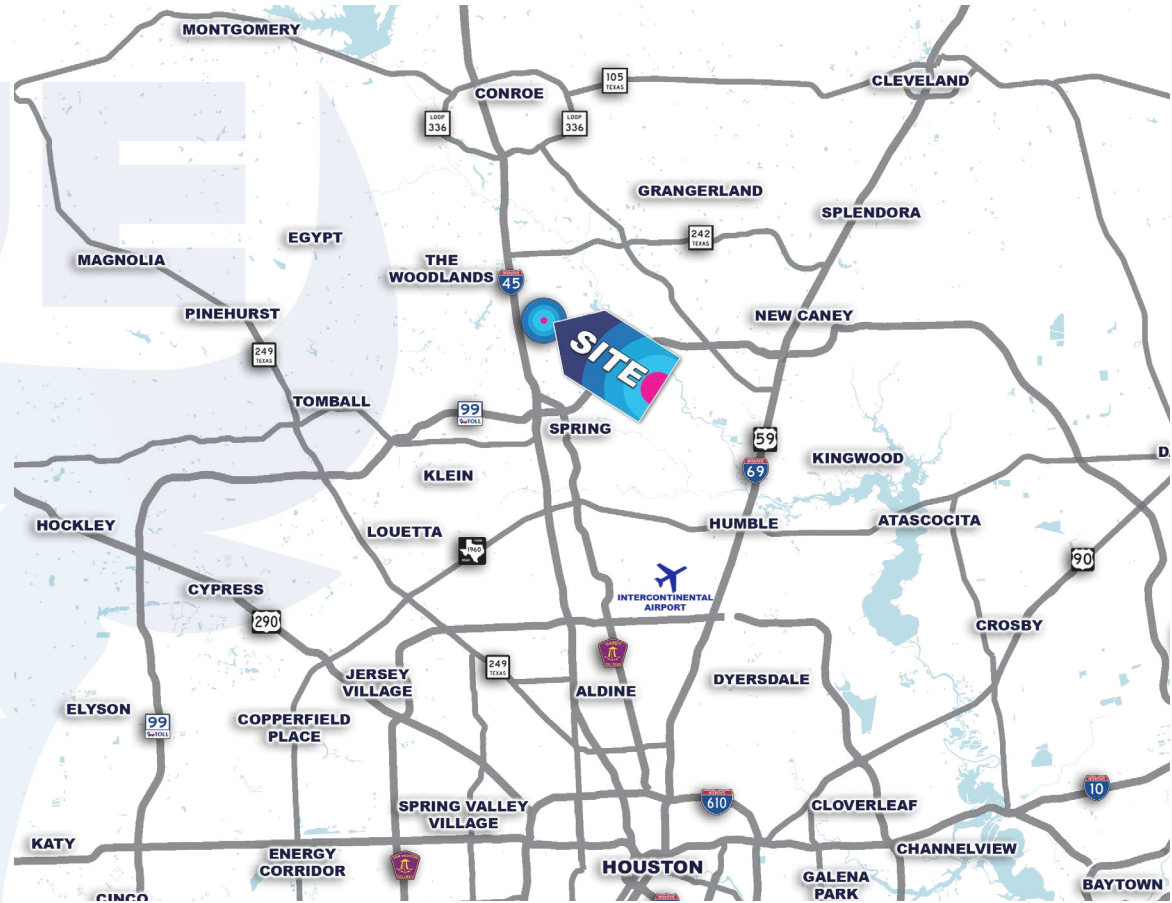 MONTGOMERY
CONROE
105
TEXAS
CLEVELAND
LOOP
336
LOOP
336
GRANGERLAND
SPLENDORA
242
TEXAS
EGYPT
MAGNOLIA
THE
WOODLANDS
45
PINEHURST
NEW CANEY
SITE
249
TEXAS
TOMBALL
99
TOLL
SPRING
59
KINGWOOD
69
KLEIN
HOCKLEY
LOUETTA
1960
HUMBLE
ATASCOCITA
90
CYPRESS
INTERCONTINENTAL
AIRPORT
290
CROSBY
HARDY
249
TEXAS
JERSEY
VILLAGE
ALDINE
DYERSDALE
ELYSON
99
TOLL
COPPERFIELD
PLACE
SPRING VALLEY
VILLAGE
610
CLOVERLEAF
10
KATY
ENERGY
CORRIDOR
HOUSTON
CHANNELVIEW
GALENA
PARK
BAYTOWN
CINCO